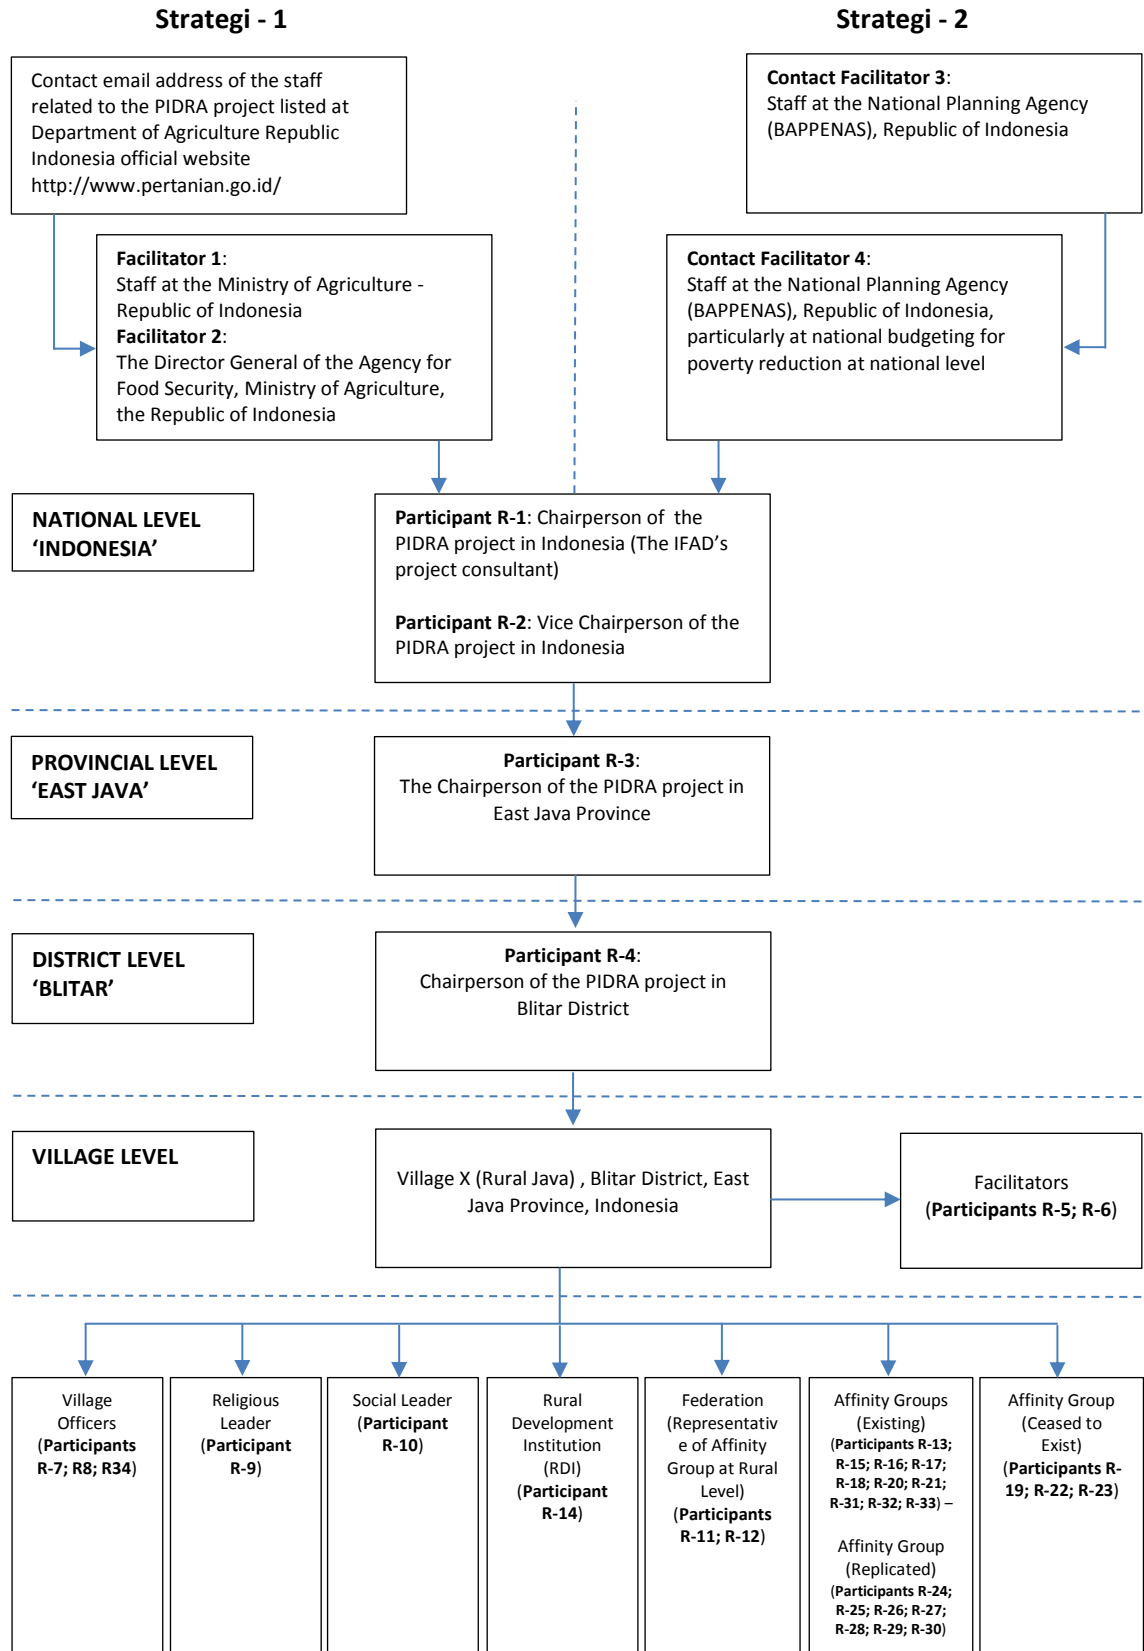 Strategi - 1
Strategi - 2
Contact email address of the staff
related to the PIDRA project listed at
Department of Agriculture Republic
Indonesia official website
http://www.pertanian.go.id/
Contact Facilitator 3:
Staff at the National Planning Agency
(BAPPENAS), Republic of Indonesia
Facilitator 1:
Staff at the Ministry of Agriculture -
Republic of Indonesia
Facilitator 2:
The Director General of the Agency for
Food Security, Ministry of Agriculture,
the Republic of Indonesia
Contact Facilitator 4:
Staff at the National Planning Agency
(BAPPENAS), Republic of Indonesia,
particularly at national budgeting for
poverty reduction at national level
NATIONAL LEVEL
‘INDONESIA’
Participant R-1: Chairperson of the
PIDRA project in Indonesia (The IFAD’s
project consultant)
Participant R-2: Vice Chairperson of the
PIDRA project in Indonesia
PROVINCIAL LEVEL
‘EAST JAVA’
Participant R-3:
The Chairperson of the PIDRA project in
East Java Province
DISTRICT LEVEL
‘BLITAR’
Participant R-4:
Chairperson of the PIDRA project in
Blitar District
VILLAGE LEVEL
Village X (Rural Java) , Blitar District, East
Java Province, Indonesia
Facilitators
(Participants R-5; R-6)
Village
Officers
(Participants
R-7; R8; R34)
Religious
Leader
(Participant
R-9)
Social Leader
(Participant
R-10)
Rural
Development
Institution
(RDI)
(Participant
R-14)
Federation
(Representativ
e of Affinity
Group at Rural
Level)
(Participants
R-11; R-12)
Affinity Groups
(Existing)
(Participants R-13;
R-15; R-16; R-17;
R-18; R-20; R-21;
R-31; R-32; R-33) –
Affinity Group
(Replicated)
(Participants R-24;
R-25; R-26; R-27;
R-28; R-29; R-30)
Affinity Group
(Ceased to
Exist)
(Participants R-
19; R-22; R-23)